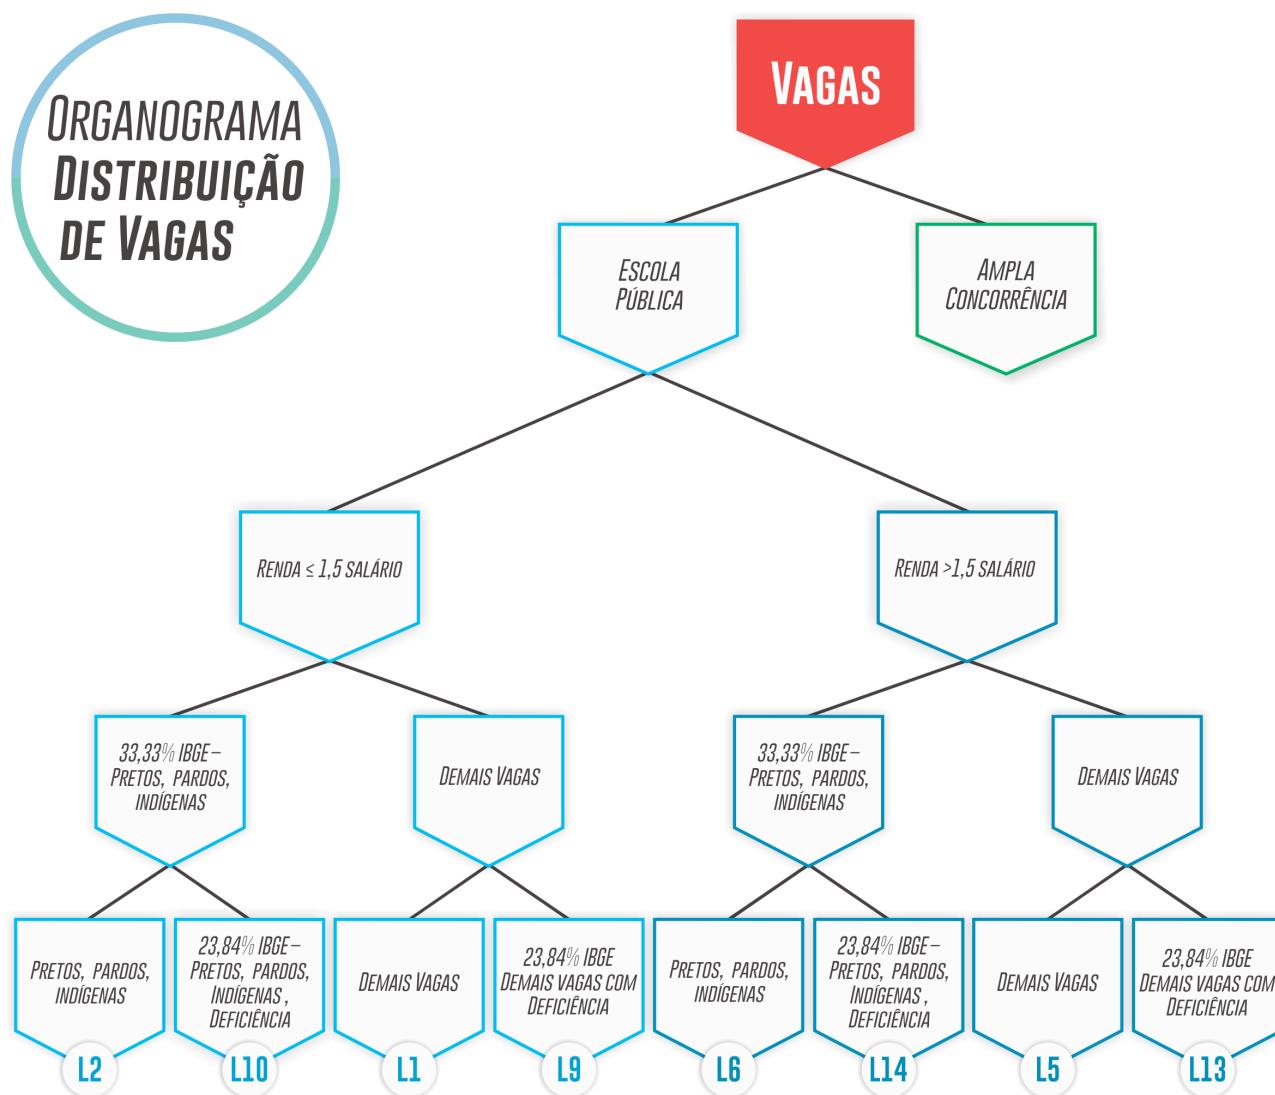 Organograma
Distribuição
de Vagas
Vagas
Escola
Pública
Ampla
Concorrência
Renda ≤ 1,5 salário
Renda >1,5 salário
33,33% IBGE–
Pretos, pardos,
indígenas
Demais Vagas
33,33% IBGE–
Pretos, pardos,
indígenas
Demais Vagas
Pretos, pardos,
indígenas
L2
23,84% IBGE–
Pretos, pardos,
Indígenas ,
Deficiência
L10
Demais Vagas
L1
23,84% IBGE
Demais vagas com
Deficiência
L9
Pretos, pardos,
indígenas
L6
23,84% IBGE–
Pretos, pardos,
Indígenas ,
Deficiência
L14
Demais Vagas
L5
23,84% IBGE
Demais vagas com
Deficiência
L13